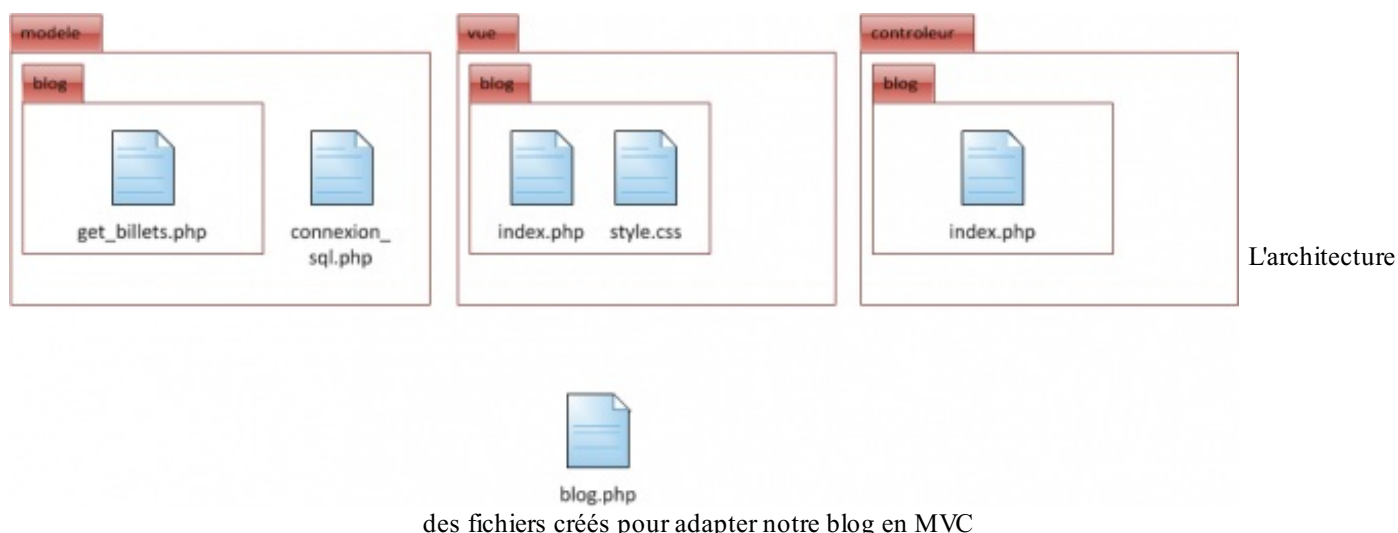 modele
vue
controleur
blog
blog
blog
get_billets.php
connexion_
sql.php
index.php
style.css
index.php
L'architecture
blog.php
des fichiers créés pour adapter notre blog en MVC